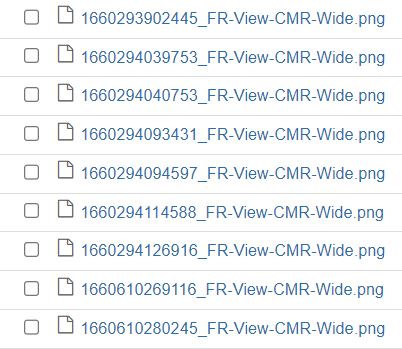 1660293902445_FR-View-CMR-Wide.png
1660294039753_FR-View-CMR-Wide.png
1660294040753_FR-View-CMR-Wide.png
1660294093431_FR-View-CMR-Wide.png
1660294094597_FR-View-CMR-Wide.png
1660294114588_FR-View-CMR-Wide.png
1660294126916_FR-View-CMR-Wide.png
1660610269116_FR-View-CMR-Wide.png
1660610280245_FR-View-CMR-Wide.png